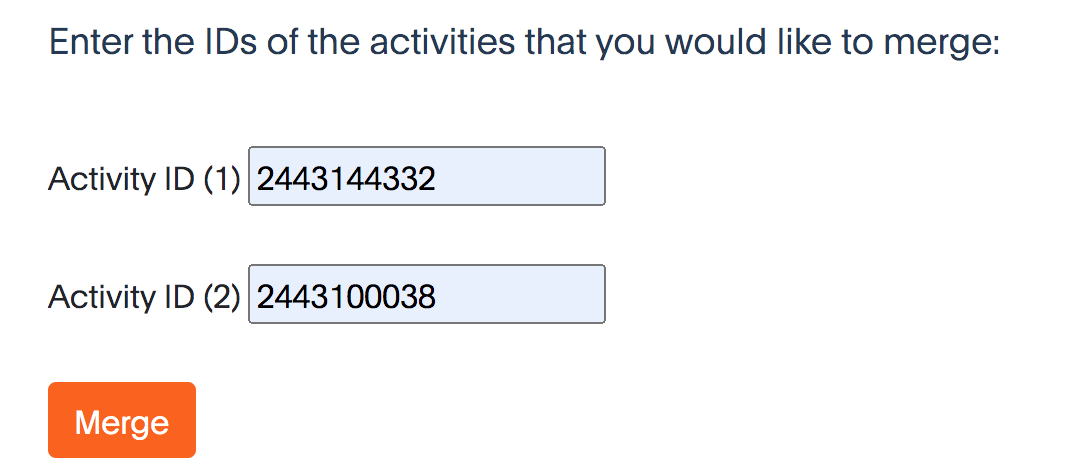 Enter the IDs of the activities that you would like to merge:
Activity ID (1) 2443144332
Activity ID (2) 2443100038
Merge